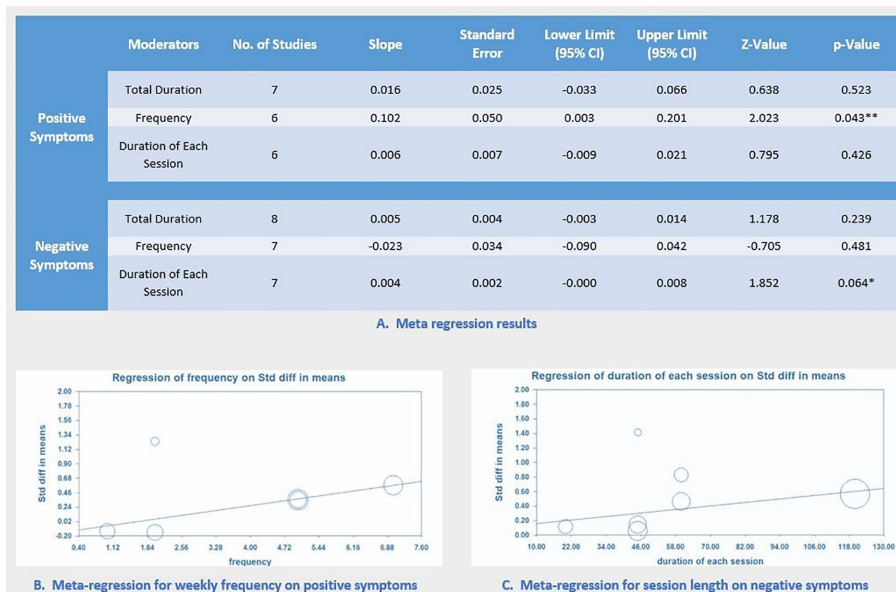 Moderators No. of Studies Slope Standard Error Lower Limit (95% CI) Upper Limit (95% CI) Z-Value p-Value
Positive Symptoms
Total Duration 7 0.016 0.025 -0.033 0.066 0.638 0.523
Frequency 6 0.102 0.050 0.003 0.201 2.023 0.043**
Duration of Each Session 6 0.006 0.007 -0.009 0.021 0.795 0.426
Negative Symptoms
Total Duration 8 0.005 0.004 -0.003 0.014 1.178 0.239
Frequency 7 -0.023 0.034 -0.090 0.042 -0.705 0.481
Duration of Each Session 7 0.004 0.002 -0.000 0.008 1.852 0.064*
A. Meta regression results
Regression of frequency on Std diff in means
Std diff in means
2.00
1.78
1.56
1.34
1.12
0.90
0.68
0.46
0.24
0.02
-0.20
0.40 1.12 1.84 2.56 3.28 4.00 4.72 5.44 6.16 6.88 7.60
frequency
B. Meta-regression for weekly frequency on positive symptoms
Regression of duration of each session on Std diff in means
Std diff in means
2.00
1.80
1.60
1.40
1.20
1.00
0.80
0.60
0.40
0.20
0.00
10.00 22.00 34.00 46.00 58.00 70.00 82.00 94.00 106.00 118.00 130.00
duration of each session
C. Meta-regression for session length on negative symptoms